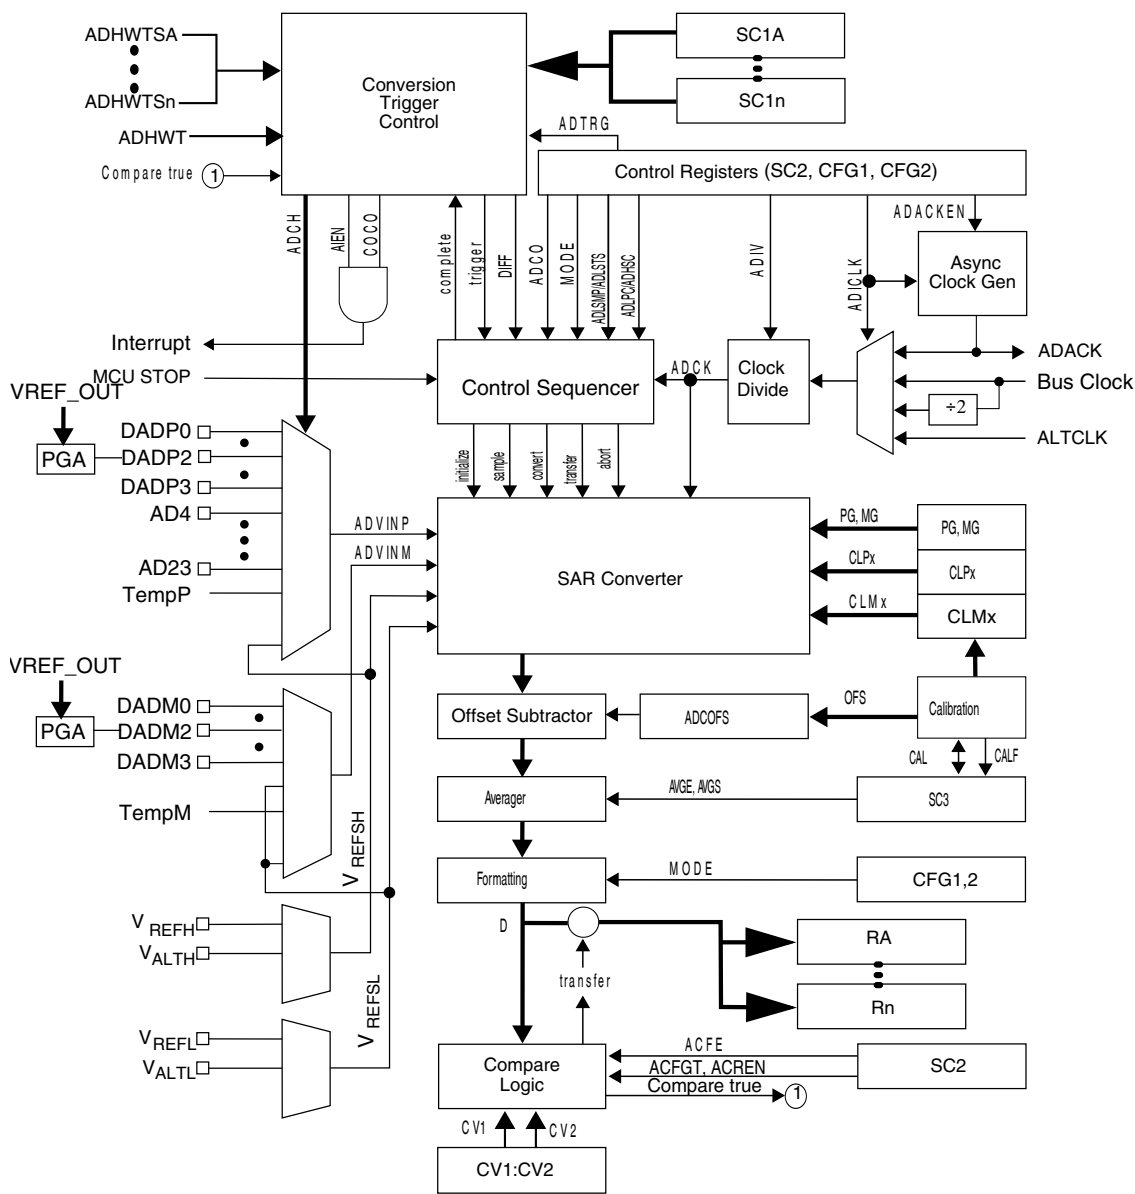 ADHWTSA
ADHWTSn
ADHWT
Compare true 1
Conversion
Trigger
Control
SC1A
SC1n
ADTRG
Control Registers (SC2, CFG1, CFG2)
ADCH
AIEN
COCO
complete
trigger
DIFF
ADCO
MODE
ADLSMP/ADLSTS
ADLPC/ADHSC
ADIV
ADICLK
ADACKEN
Async
Clock Gen
Interrupt
MCU STOP
Control Sequencer
ADCK
Clock
Divide
ADACK
Bus Clock
÷2
ALTCLK
VREF_OUT
PGA
DADP0
DADP2
DADP3
AD4
AD23
TempP
initialize
sample
convert
transfer
abort
ADVINP
ADVINM
SAR Converter
PG, MG
PG, MG
CLPx
CLPx
CLMx
CLMx
VREF_OUT
PGA
DADM0
DADM2
DADM3
TempM
Offset Subtractor
ADCOFS
OFS
Calibration
CAL
CALF
Averager
AVGE, AVGS
SC3
VREFSH
Formatting
MODE
CFG1,2
D
transfer
RA
Rn
VREFH
VALTH
VREFSL
VREFL
VALTL
Compare
Logic
ACFE
ACFGT, ACREN
Compare true
1
SC2
CV1
CV2
CV1:CV2